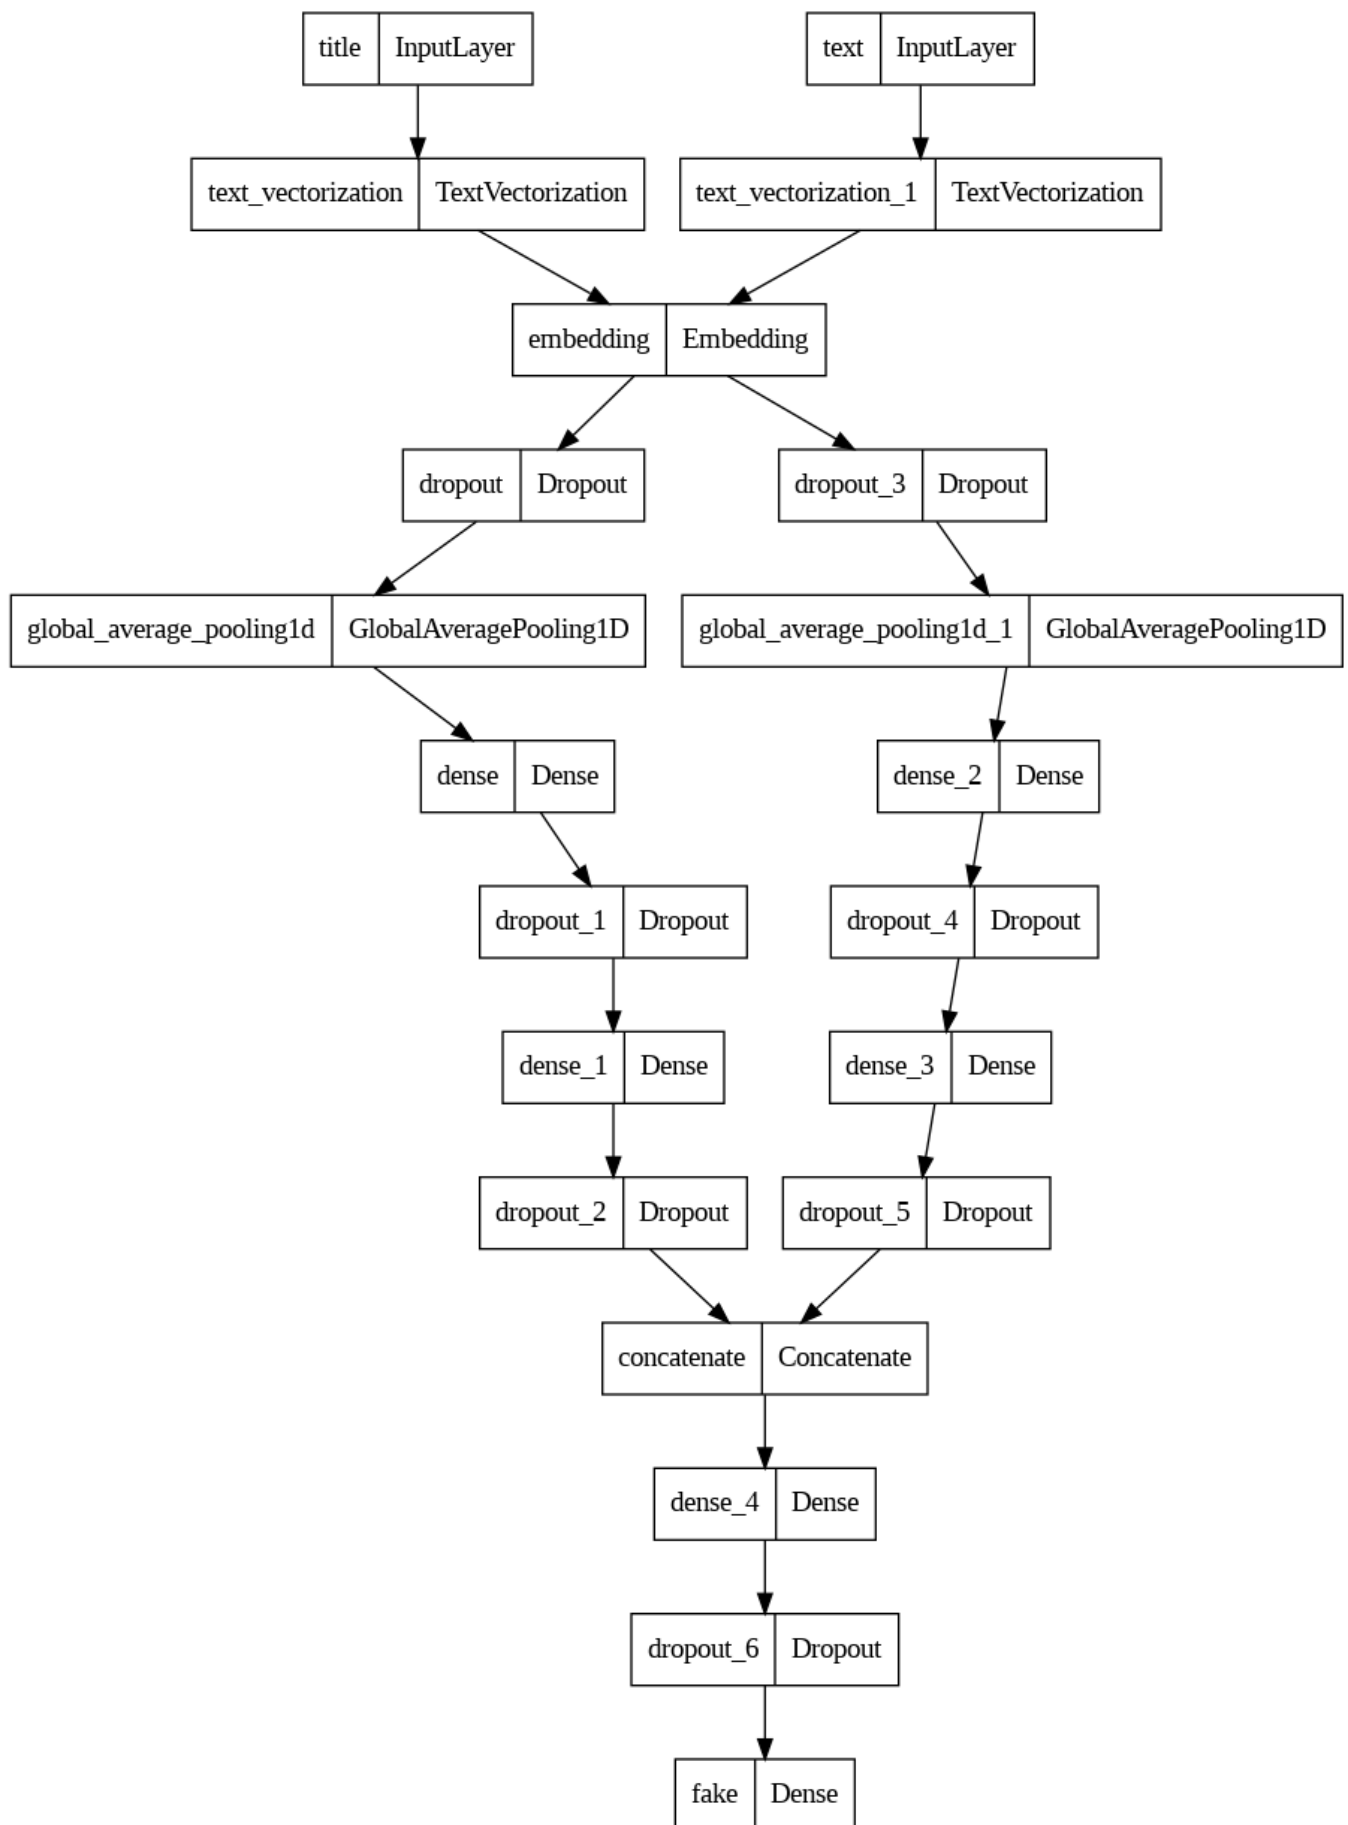 title InputLayer
text InputLayer
text_vectorization TextVectorization
text_vectorization_1 TextVectorization
embedding Embedding
dropout Dropout
dropout_3 Dropout
global_average_pooling1d GlobalAveragePooling1D
global_average_pooling1d_1 GlobalAveragePooling1D
dense Dense
dense_2 Dense
dropout_1 Dropout
dropout_4 Dropout
dense_1 Dense
dense_3 Dense
dropout_2 Dropout
dropout_5 Dropout
concatenate Concatenate
dense_4 Dense
dropout_6 Dropout
fake Dense